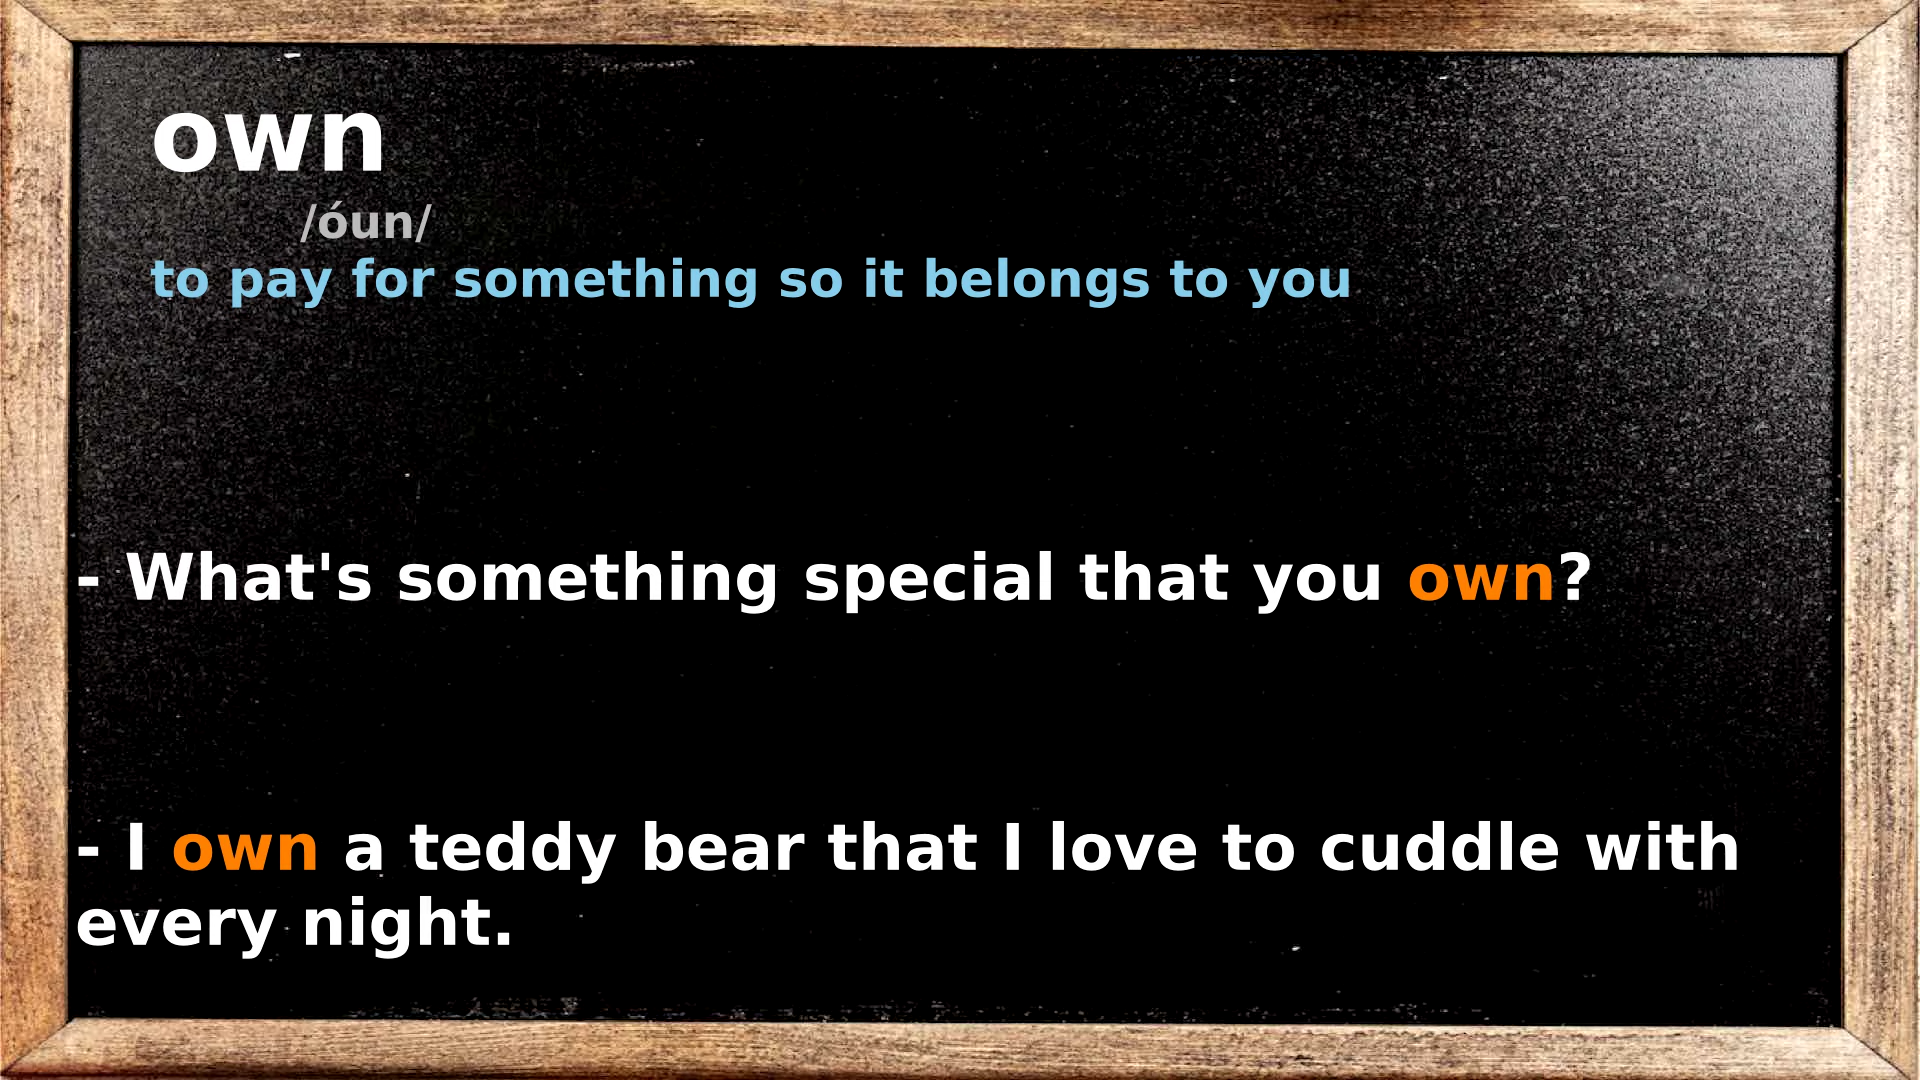 own
/óun/
to pay for something so it belongs to you
- What's something special that you own?
- I own a teddy bear that I love to cuddle with
every night.